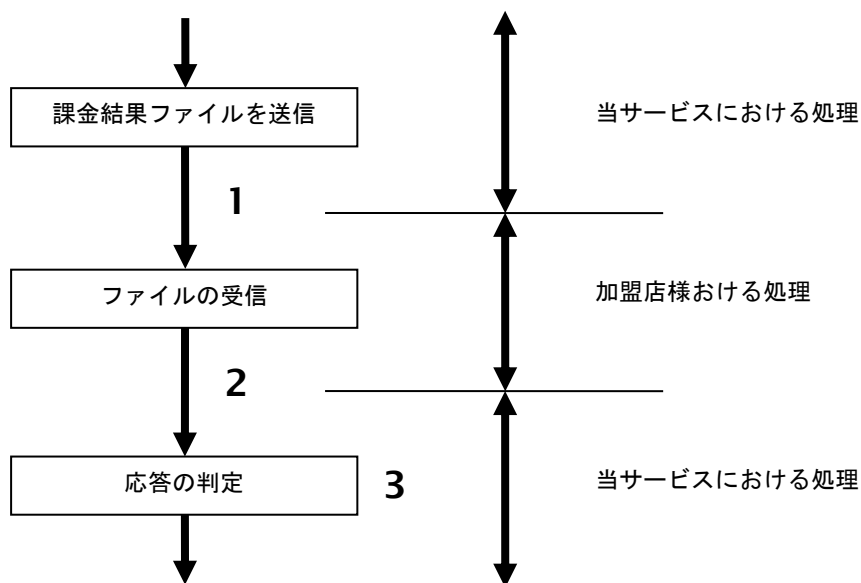 課金結果ファイルを送信
当サービスにおける処理
1
ファイルの受信
加盟店様おける処理
2
応答の判定
3
当サービスにおける処理